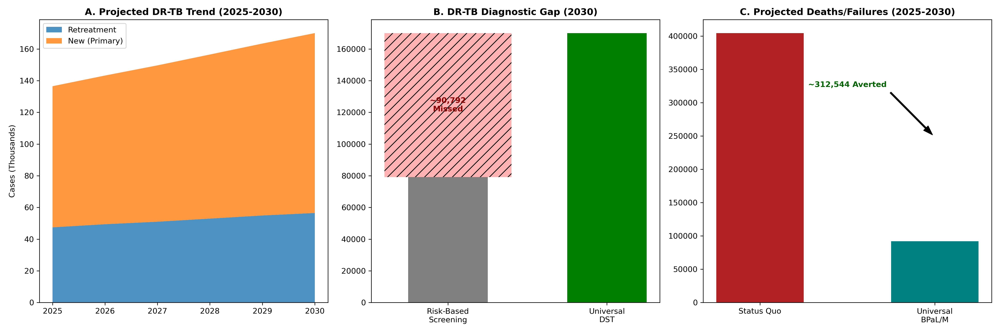 A. Projected DR-TB Trend (2025-2030)
Retreatment
New (Primary)
Cases (Thousands)
160
140
120
100
80
60
40
20
0
2025 2026 2027 2028 2029 2030
B. DR-TB Diagnostic Gap (2030)
160000
140000
120000
100000
80000
60000
40000
20000
0
~90,792
Missed
Risk-Based
Screening
Universal
DST
C. Projected Deaths/Failures (2025-2030)
400000
350000
300000
250000
200000
150000
100000
50000
0
~312,544 Averted
Status Quo
Universal
BPaL/M